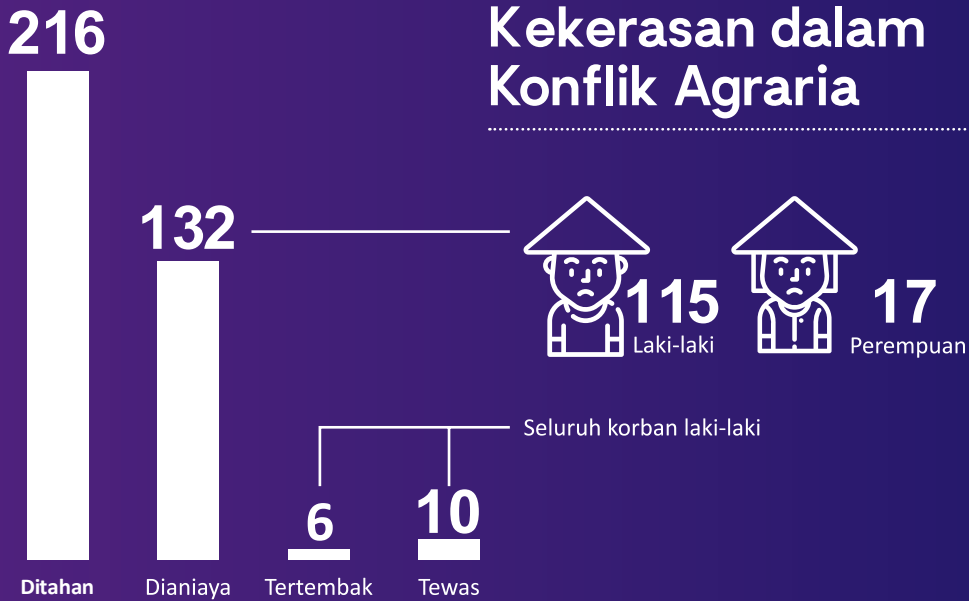 Kekerasan dalam
Konflik Agraria
216
132
115
Laki-laki
17
Perempuan
Seluruh korban laki-laki
6
10
Ditahan
Dianiaya
Tertembak
Tewas